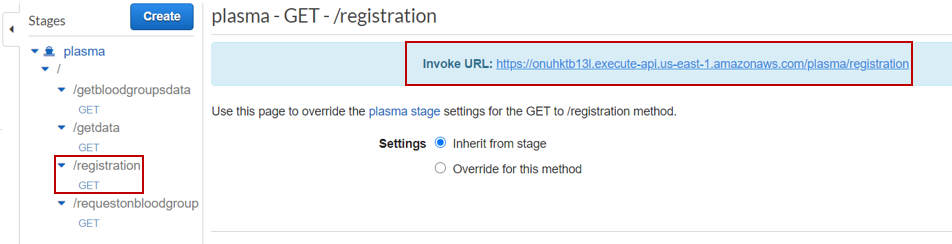 Stages
Create
plasma
/
/getbloodgroupsdata
GET
/getdata
GET
/registration
GET
/requestonbloodgroup
GET
plasma - GET - /registration
Invoke URL: https://onuhktb13l.execute-api.us-east-1.amazonaws.com/plasma/registration
Use this page to override the plasma stage settings for the GET to /registration method.
Settings Inherit from stage
Override for this method